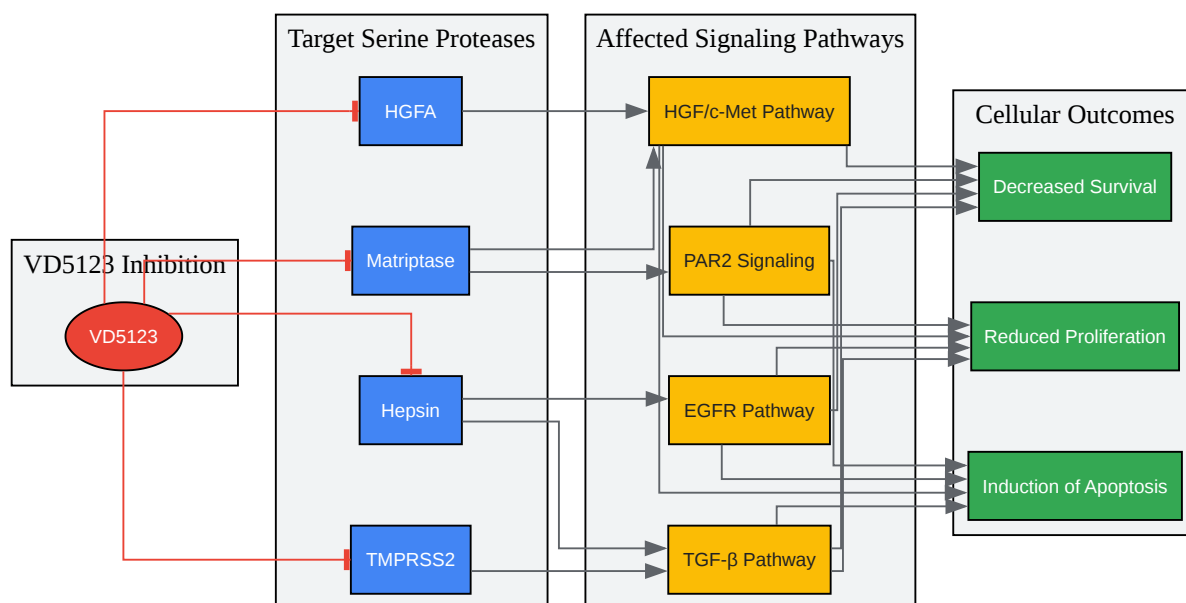 Target Serine Proteases
Affected Signaling Pathways
HGFA
HGF/c-Met Pathway
Cellular Outcomes
Decreased Survival
VD5123 Inhibition
Matriptase
PAR2 Signaling
VD5123
Reduced Proliferation
Hepsin
EGFR Pathway
Induction of Apoptosis
TMPRSS2
TGF-β Pathway